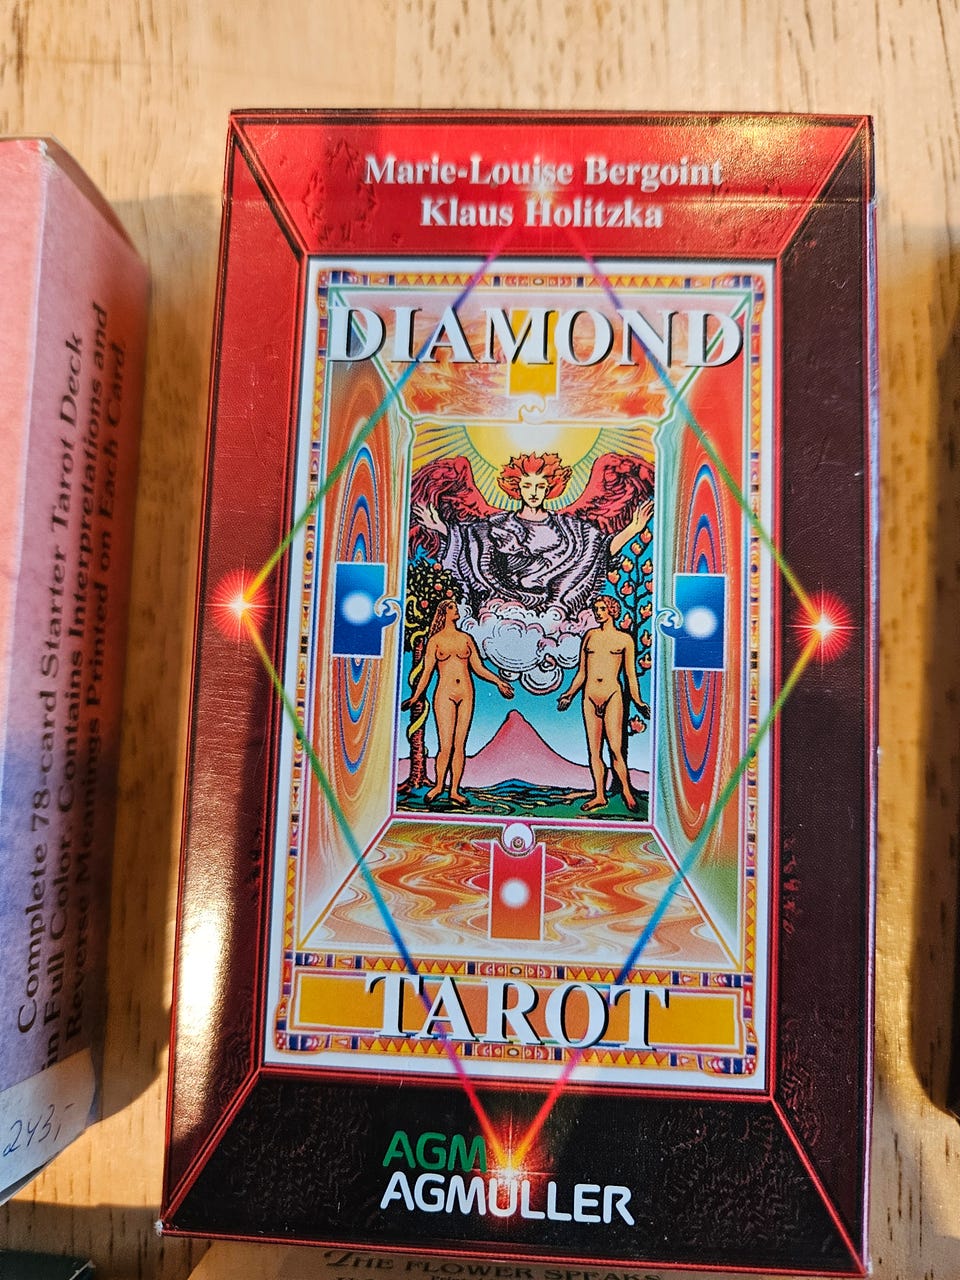 Marie-Louise Bergoint
Klaus Holitzka
DIAMOND
TAROT
AGM
AGMÜLLER
Complete 78-card Starter Tarot Deck
in Full Color. Contains Interpretations and
Reverse Meanings Printed on Each Card
243,-
THE FLOWER SPEAKS